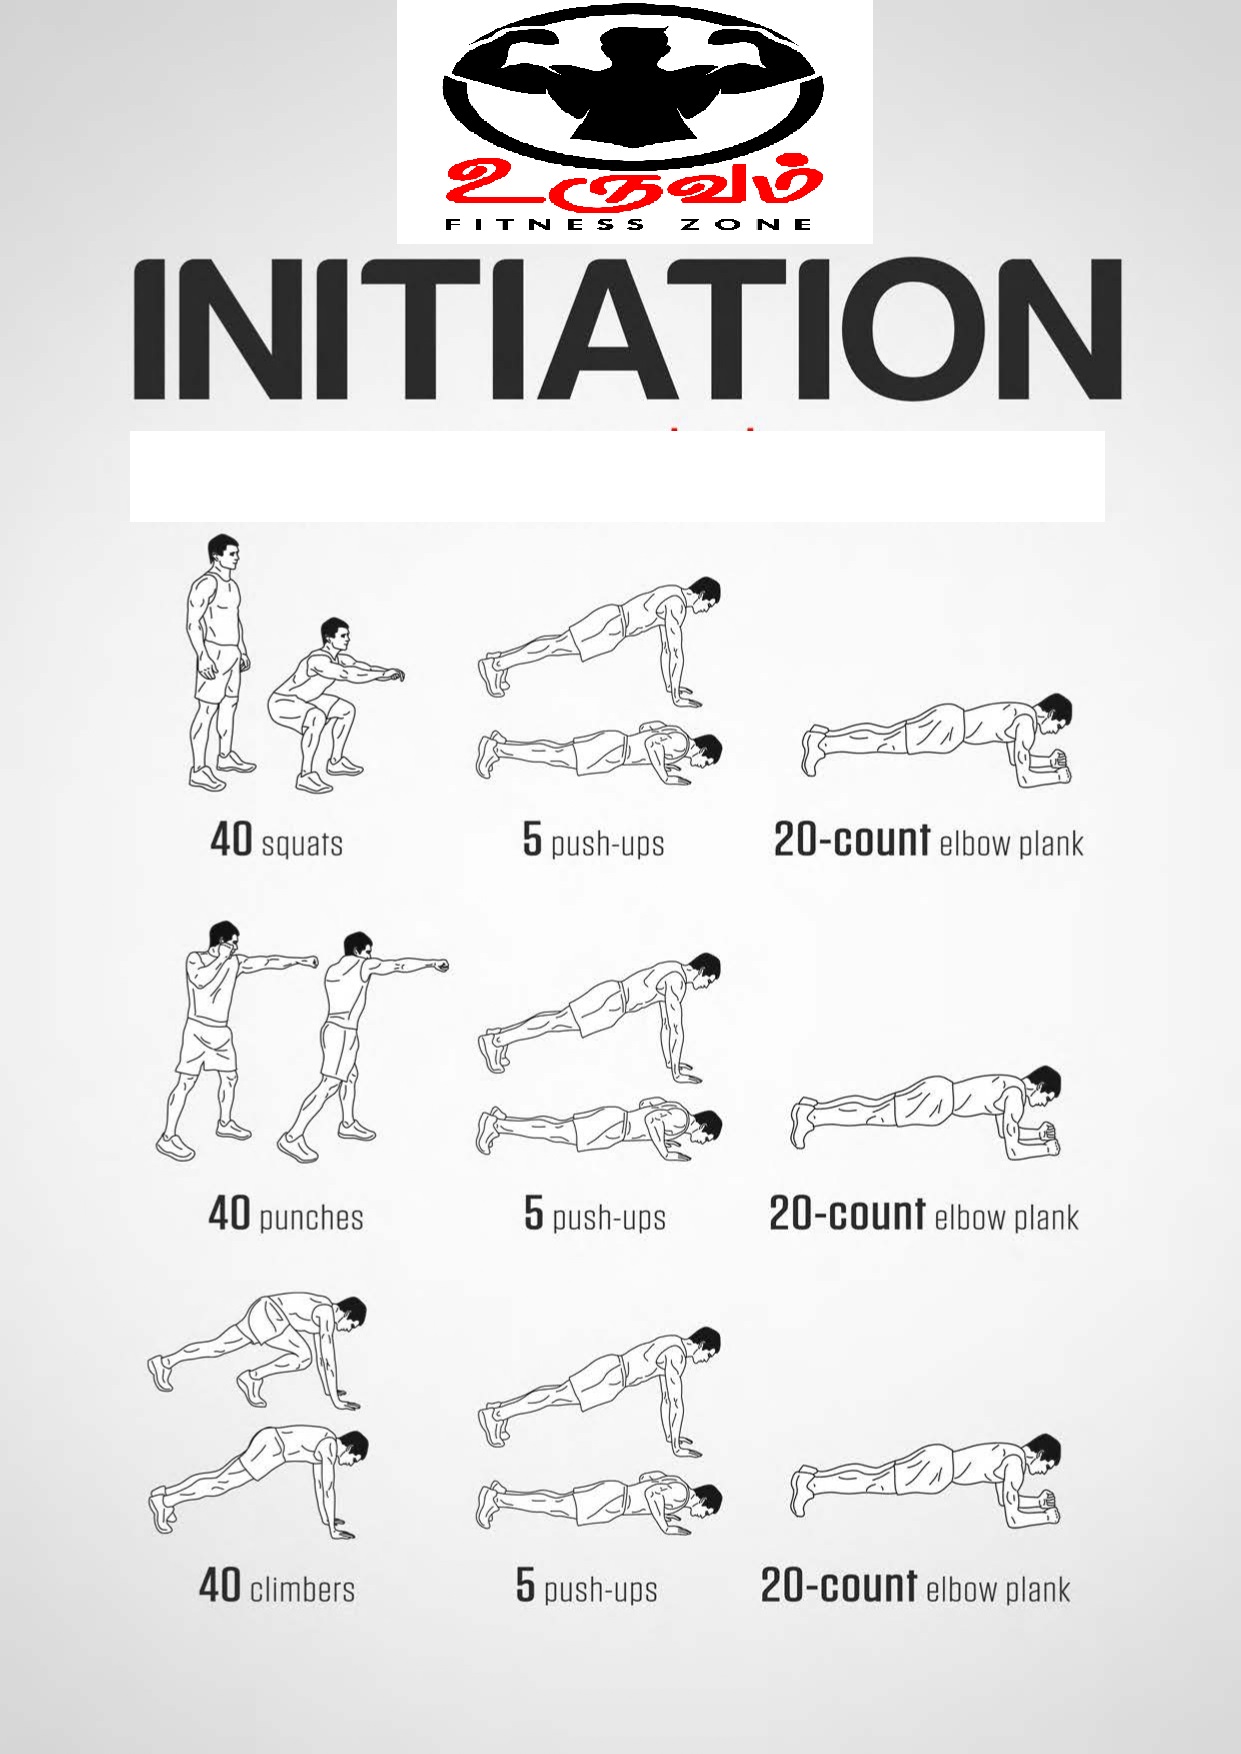 உருவம்
FITNESS ZONE
INITIATION
40 squats
5 push-ups
20-count elbow plank
40 punches
5 push-ups
20-count elbow plank
40 climbers
5 push-ups
20-count elbow plank